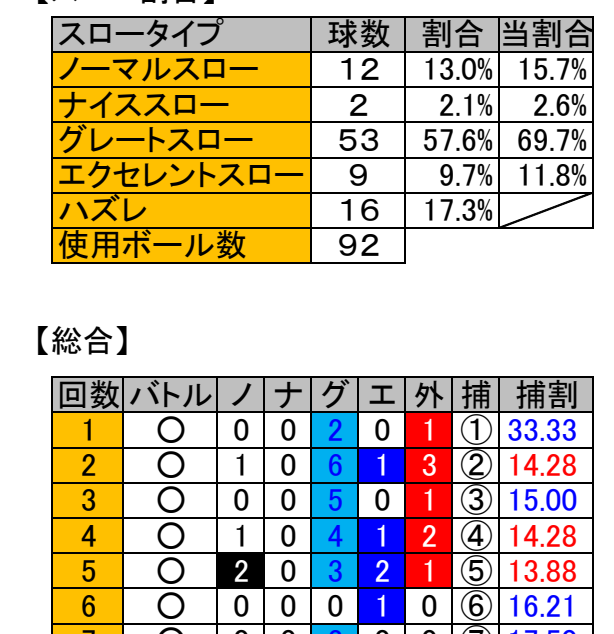 スロータイプ 球数 割合 当割合
ノーマルスロー 12 13.0% 15.7%
ナイススロー 2 2.1% 2.6%
グレートスロー 53 57.6% 69.7%
エクセレントスロー 9 9.7% 11.8%
ハズレ 16 17.3%
使用ボール数 92
【総合】
回数 バトル ノ ナ グ エ 外 捕 捕割
1 〇 0 0 2 0 1 ① 33.33
2 〇 1 0 6 1 3 ② 14.28
3 〇 0 0 5 0 1 ③ 15.00
4 〇 1 0 4 1 2 ④ 14.28
5 〇 2 0 3 2 1 ⑤ 13.88
6 〇 0 0 0 1 0 ⑥ 16.21